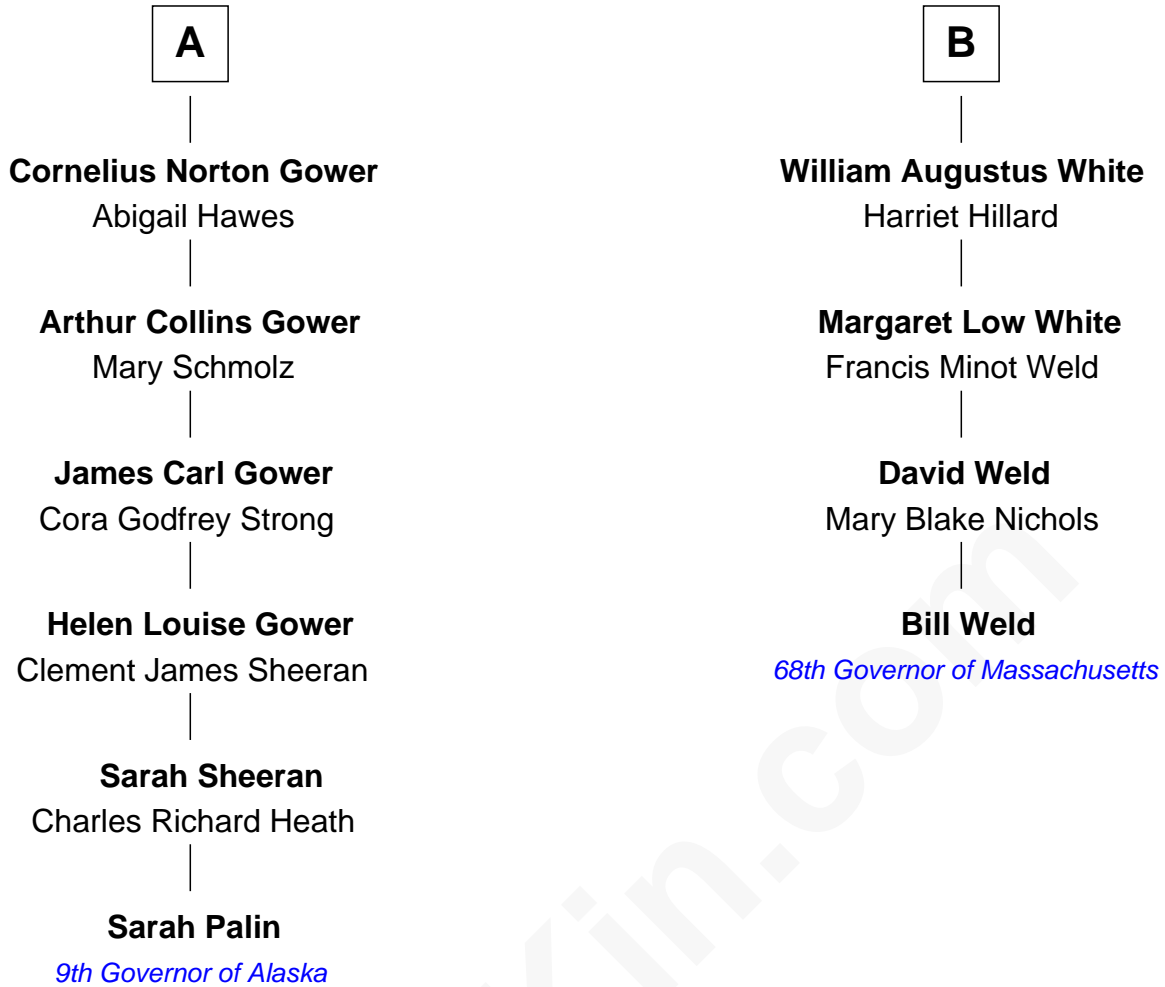 A
Cornelius Norton Gower
Abigail Hawes
Arthur Collins Gower
Mary Schmolz
James Carl Gower
Cora Godfrey Strong
Helen Louise Gower
Clement James Sheeran
Sarah Sheeran
Charles Richard Heath
Sarah Palin
9th Governor of Alaska
B
William Augustus White
Harriet Hillard
Margaret Low White
Francis Minot Weld
David Weld
Mary Blake Nichols
Bill Weld
68th Governor of Massachusetts